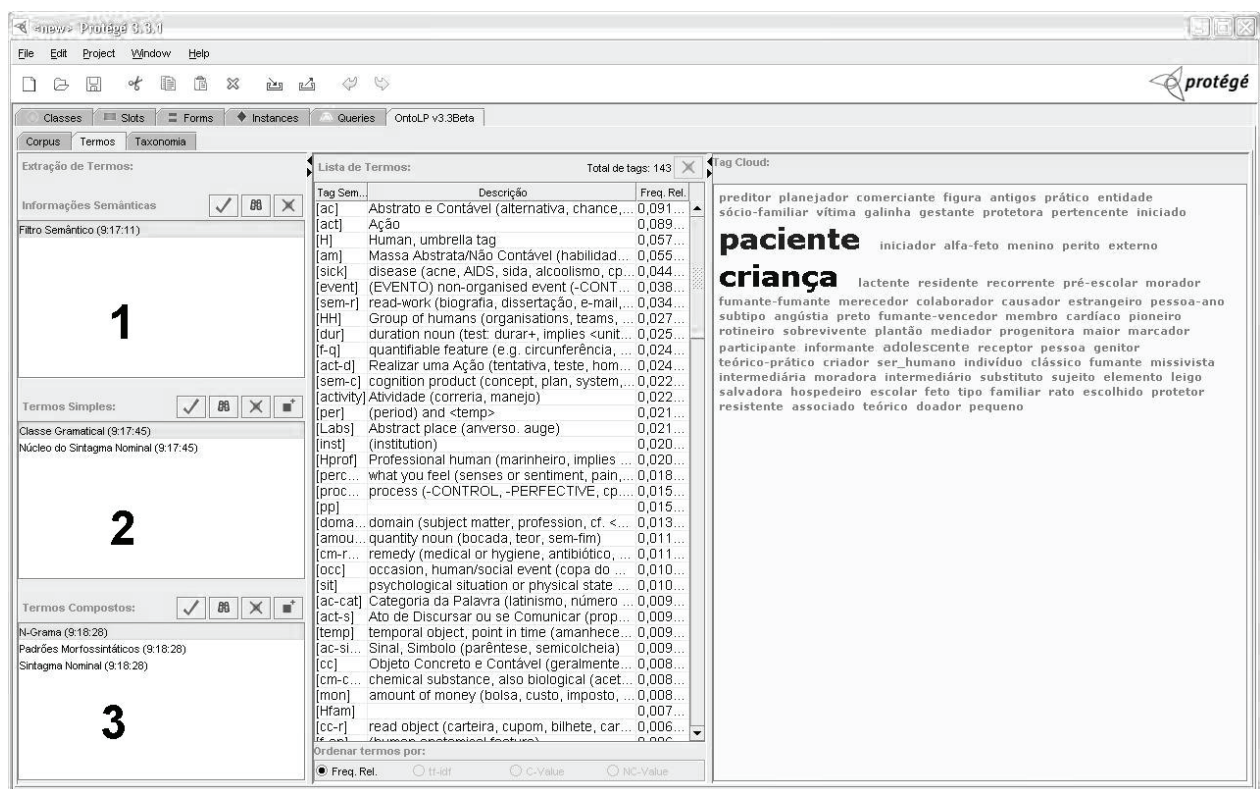 <new> Protégé 3.3.1
File Edit Project Window Help
protégé
Classes Slots Forms Instances Queries OntoLP v3.3Beta
Corpus Termos Taxonomia
Extração de Termos:
Informações Semânticas
Filtro Semântico (9:17:11)
1
Termos Simples:
Classe Gramatical (9:17:45)
Núcleo do Sintagma Nominal (9:17:45)
2
Termos Compostos:
N-Grama (9:18:28)
Padrões Morfossintáticos (9:18:28)
Sintagma Nominal (9:18:28)
3
Lista de Termos: Total de tags: 143
Tag Sem... Descrição Freq. Rel.
[ac] Abstrato e Contável (alternativa, chance,... 0,091...
[act] Ação 0,089...
[H] Human, umbrella tag 0,057...
[am] Massa Abstrata/Não Contável (habilidad... 0,055...
[sick] disease (acne, AIDS, sida, alcoolismo, cp... 0,044...
[event] (EVENTO) non-organised event (-CONT... 0,038...
[sem-r] read-work (biografia, dissertação, e-mail,... 0,034...
[HH] Group of humans (organisations, teams, ... 0,027...
[dur] duration noun (test: durar+, implies <unit... 0,025...
[f-q] quantifiable feature (e.g. circunferência, ... 0,024...
[act-d] Realizar uma Ação (tentativa, teste, hom... 0,024...
[sem-c] cognition product (concept, plan, system,... 0,022...
[activity] Atividade (correria, manejo) 0,022...
[per] (period) and <temp> 0,021...
[Labs] Abstract place (anverso. auge) 0,021...
[inst] (institution) 0,020...
[Hprof] Professional human (marinheiro, implies ... 0,020...
[perc... what you feel (senses or sentiment, pain,... 0,018...
[proc... process (-CONTROL, -PERFECTIVE, cp.... 0,015...
[pp] 0,015...
[doma... domain (subject matter, profession, cf. <... 0,013...
[amou... quantity noun (bocada, teor, sem-fim) 0,011...
[cm-r... remedy (medical or hygiene, antibiótico, ... 0,011...
[occ] occasion, human/social event (copa do ... 0,010...
[sit] psychological situation or physical state ... 0,010...
[ac-cat] Categoria da Palavra (latinismo, número ... 0,009...
[act-s] Ato de Discursar ou se Comunicar (prop... 0,009...
[temp] temporal object, point in time (amanhece... 0,009...
[ac-si... Sinal, Simbolo (parêntese, semicolcheia) 0,009...
[cc] Objeto Concreto e Contável (geralmente... 0,008...
[cm-c... chemical substance, also biological (acet... 0,008...
[mon] amount of money (bolsa, custo, imposto, ... 0,008...
[Hfam] 0,007...
[cc-r] read object (carteira, cupom, bilhete, car... 0,006...
Ordenar termos por:
Freq. Rel. tf-idf C-Value NC-Value
Tag Cloud:
preditor planejador comerciante figura antigos prático entidade
sócio-familiar vítima galinha gestante protetora pertencente iniciado
paciente iniciador alfa-feto menino perito externo
criança lactente residente recorrente pré-escolar morador
fumante-fumante merecedor colaborador causador estrangeiro pessoa-ano
subtipo angústia preto fumante-vencedor membro cardíaco pioneiro
rotineiro sobrevivente plantão mediador progenitora maior marcador
participante informante adolescente receptor pessoa genitor
teórico-prático criador ser_humano indivíduo clássico fumante missivista
intermediária moradora intermediário substituto sujeito elemento leigo
salvadora hospedeiro escolar feto tipo familiar rato escolhido protetor
resistente associado teórico doador pequeno